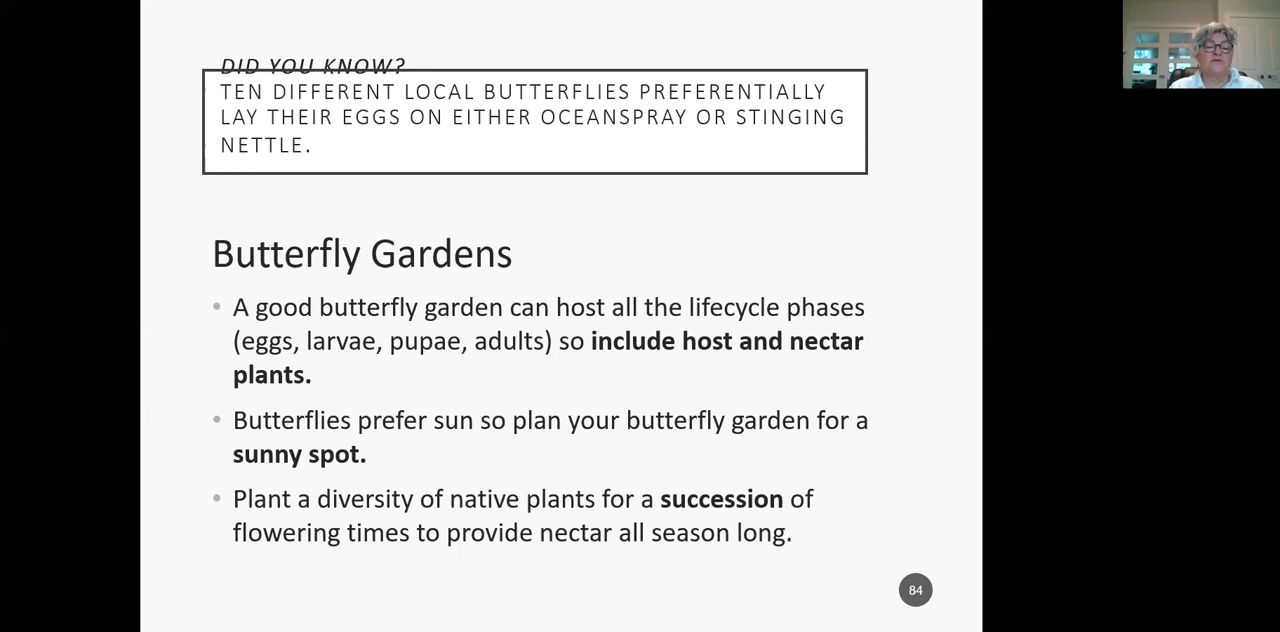 DID YOU KNOW?
TEN DIFFERENT LOCAL BUTTERFLIES PREFERENTIALLY
LAY THEIR EGGS ON EITHER OCEANSPRAY OR STINGING
NETTLE.
Butterfly Gardens
• A good butterfly garden can host all the lifecycle phases
(eggs, larvae, pupae, adults) so include host and nectar
plants.
• Butterflies prefer sun so plan your butterfly garden for a
sunny spot.
• Plant a diversity of native plants for a succession of
flowering times to provide nectar all season long.
84